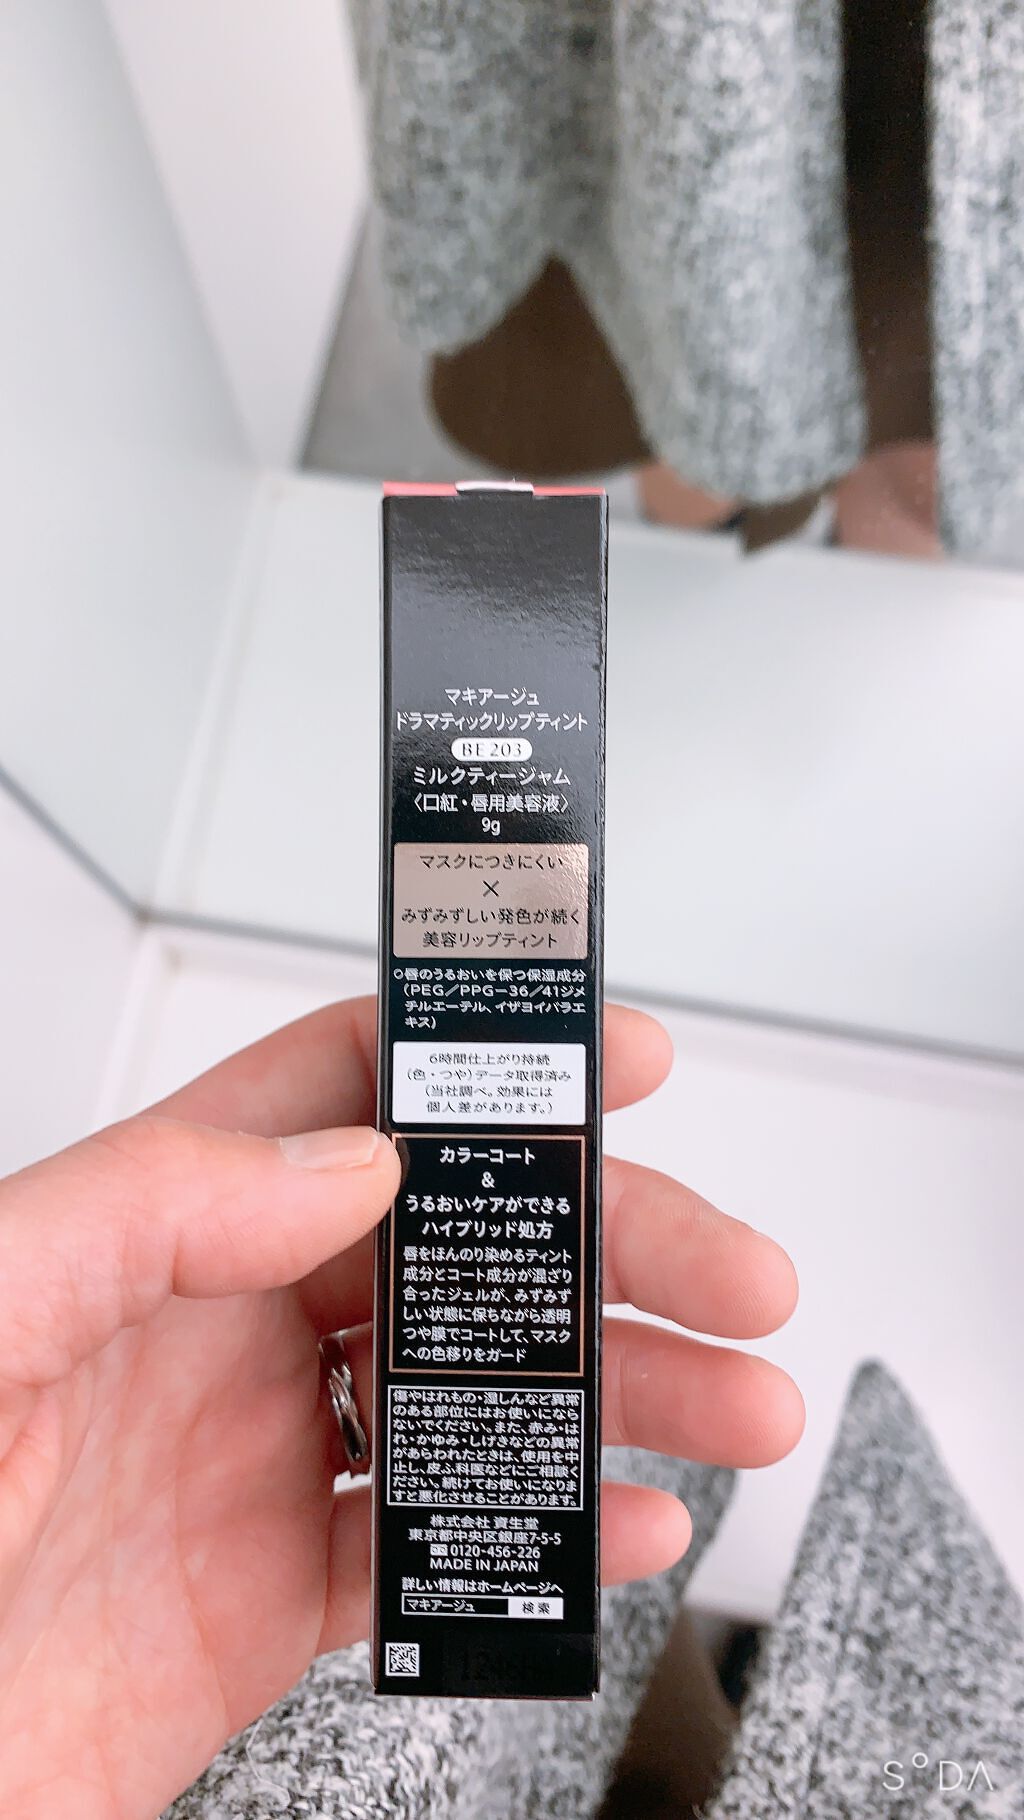 マキアージュ
ドラマティックリップティント
BE 203
ミルクティージャム
〈口紅・唇用美容液〉
9g
マスクにつきにくい
×
みずみずしい発色が続く
美容リップティント
○唇のうるおいを保つ保湿成分
(PEG/PPG-36/41ジメ
チルエーテル、イザヨイバラエ
キス)
6時間仕上がり持続
(色・つや)データ取得済み
(当社調べ。効果には
個人差があります。)
カラーコート
&
うるおいケアができる
ハイブリッド処方
唇をほんのり染めるティント
成分とコート成分が混ざり
合ったジェルが、みずみず
しい状態に保ちながら透明
つや膜でコートして、マスク
への色移りをガード
傷やはれもの・湿しんなど異常
のある部位にはお使いになら
ないでください。また、赤み・は
れ・かゆみ・しげきなどの異常
があらわれたときは、使用を中
止し、皮ふ科医などにご相談く
ださい。続けてお使いになりま
すと悪化させることがあります。
株式会社 資生堂
東京都中央区銀座7-5-5
0120-456-226
MADE IN JAPAN
詳しい情報はホームページへ
マキアージュ 検索
SODA